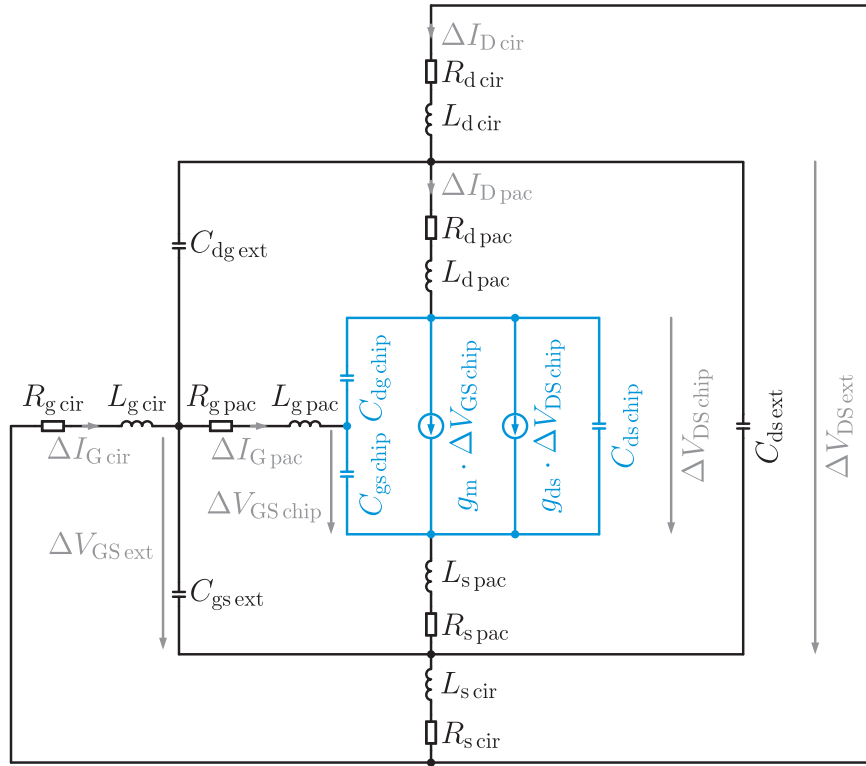 ΔI_D cir
R_d cir
L_d cir
ΔI_D pac
R_d pac
L_d pac
C_dg ext
R_g cir
L_g cir
R_g pac
L_g pac
ΔI_G cir
ΔI_G pac
C_dg chip
C_gs chip
g_m · ΔV_GS chip
g_ds · ΔV_DS chip
C_ds chip
ΔV_DS chip
C_ds ext
ΔV_DS ext
ΔV_GS chip
ΔV_GS ext
C_gs ext
L_s pac
R_s pac
L_s cir
R_s cir